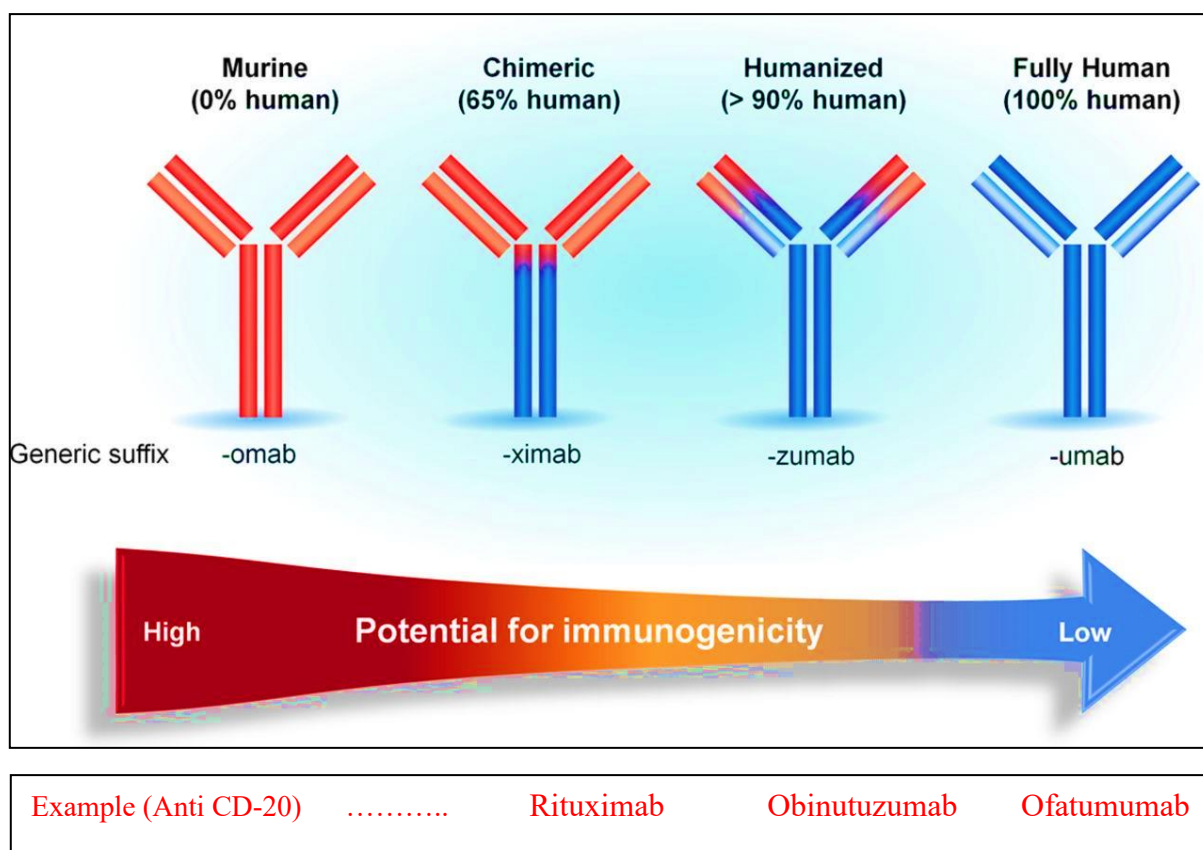 Murine Chimeric Humanized Fully Human
(0% human) (65% human) (> 90% human) (100% human)
Generic suffix -omab -ximab -zumab -umab
High Potential for immunogenicity Low
Example (Anti CD-20) ……….. Rituximab Obinutuzumab Ofatumumab